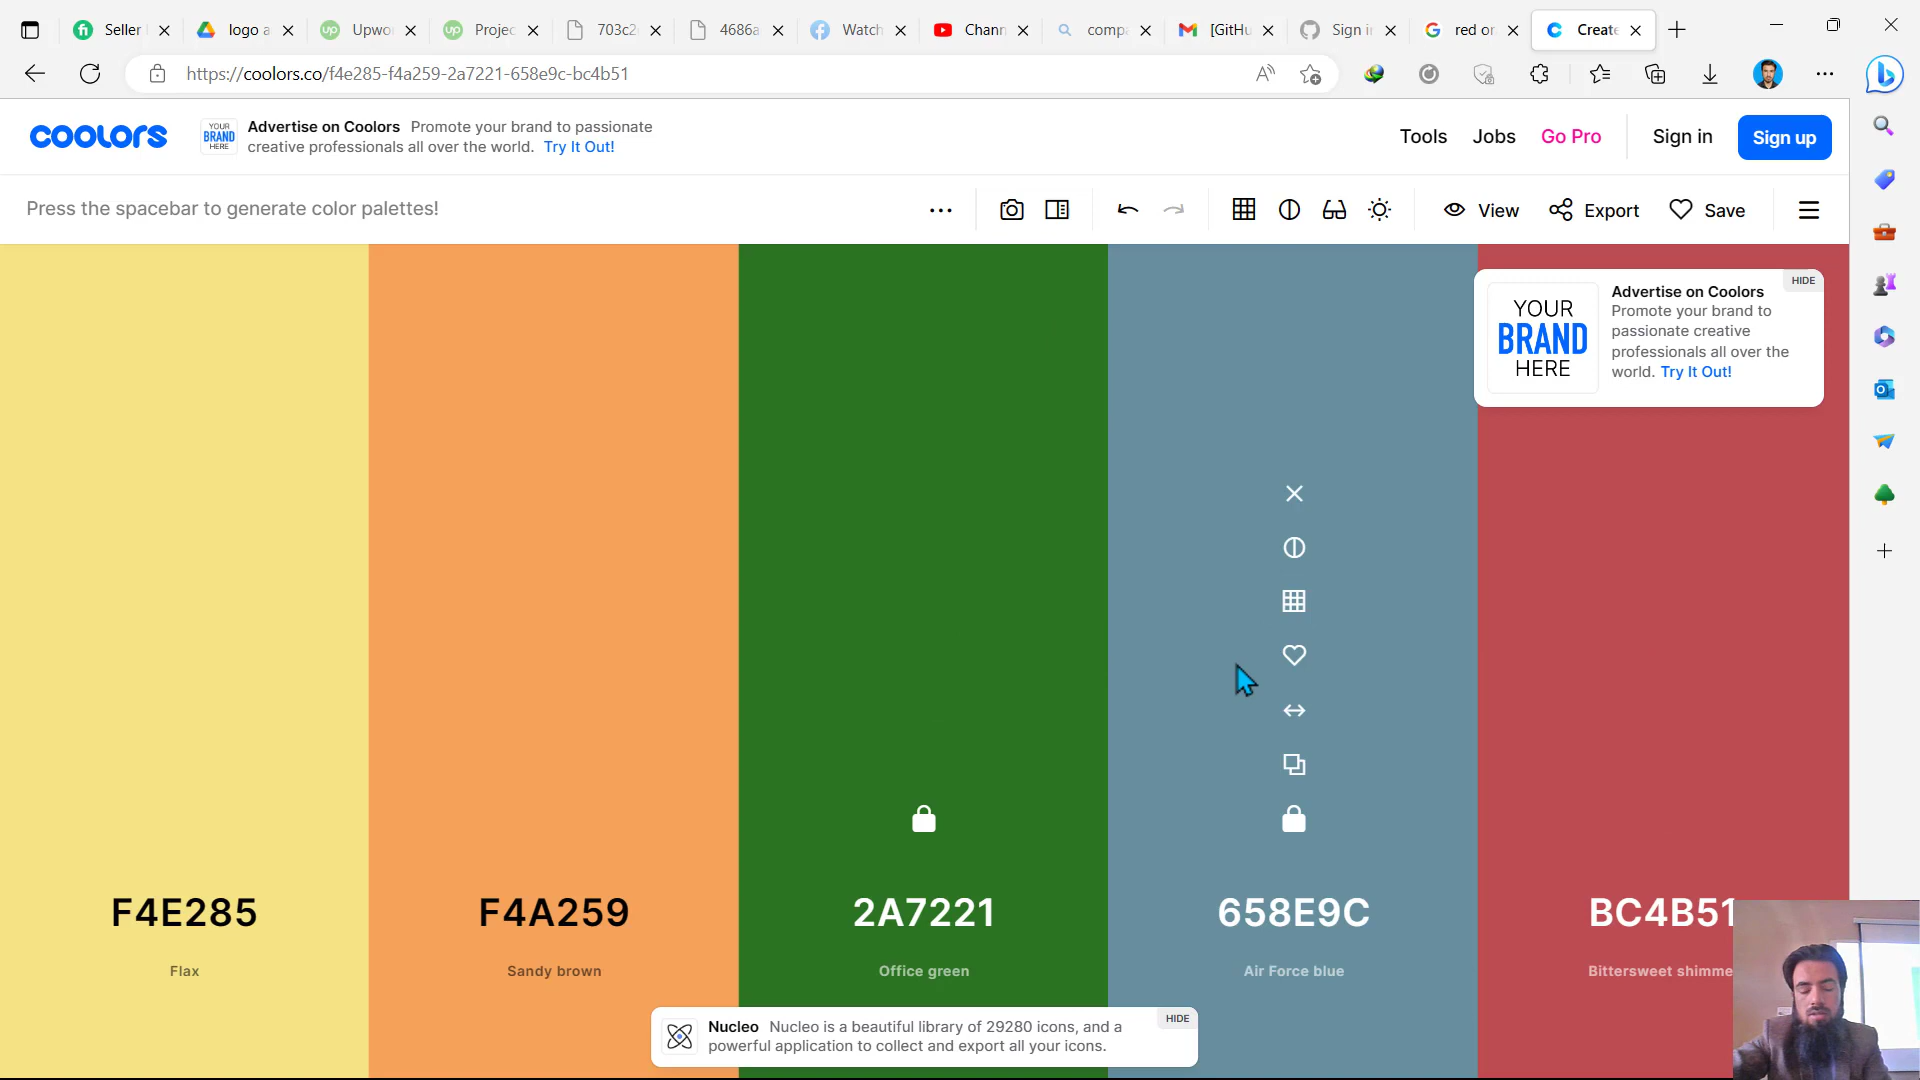 Seller
logo a
Upwo
Projec
703c2
4686a
Watch
Chann
comp
[GitHu
Sign i
red or
Create
https://coolors.co/f4e285-f4a259-2a7221-658e9c-bc4b51
coolors
YOUR
BRAND
HERE
Advertise on Coolors Promote your brand to passionate
creative professionals all over the world. Try It Out!
Tools
Jobs
Go Pro
Sign in
Sign up
Press the spacebar to generate color palettes!
View
Export
Save
HIDE
YOUR
BRAND
HERE
Advertise on Coolors
Promote your brand to
passionate creative
professionals all over the
world. Try It Out!
F4E285
F4A259
2A7221
658E9C
BC4B51
Flax
Sandy brown
Office green
Air Force blue
Bittersweet shimme
HIDE
Nucleo Nucleo is a beautiful library of 29280 icons, and a
powerful application to collect and export all your icons.